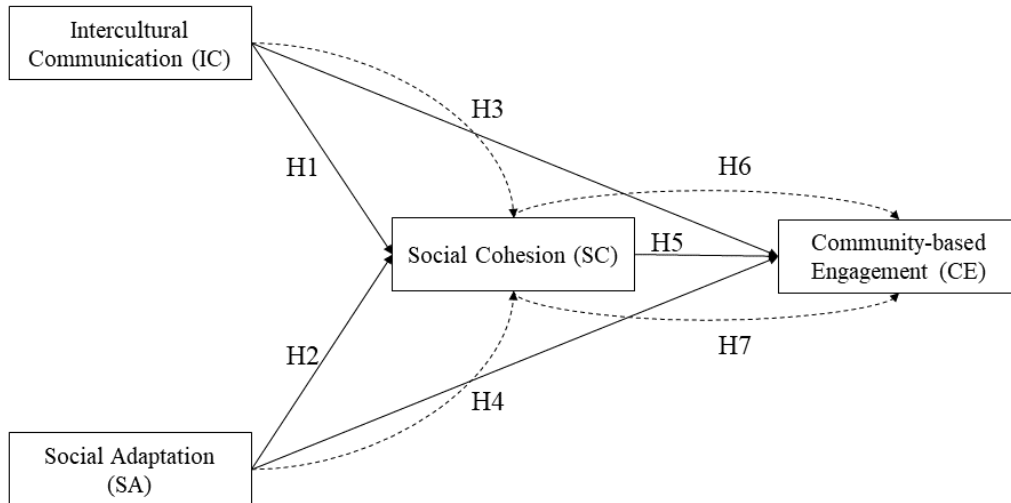 Intercultural
Communication (IC)
H3
H1
H6
Social Cohesion (SC)
H5
Community-based
Engagement (CE)
H2
H7
H4
Social Adaptation
(SA)